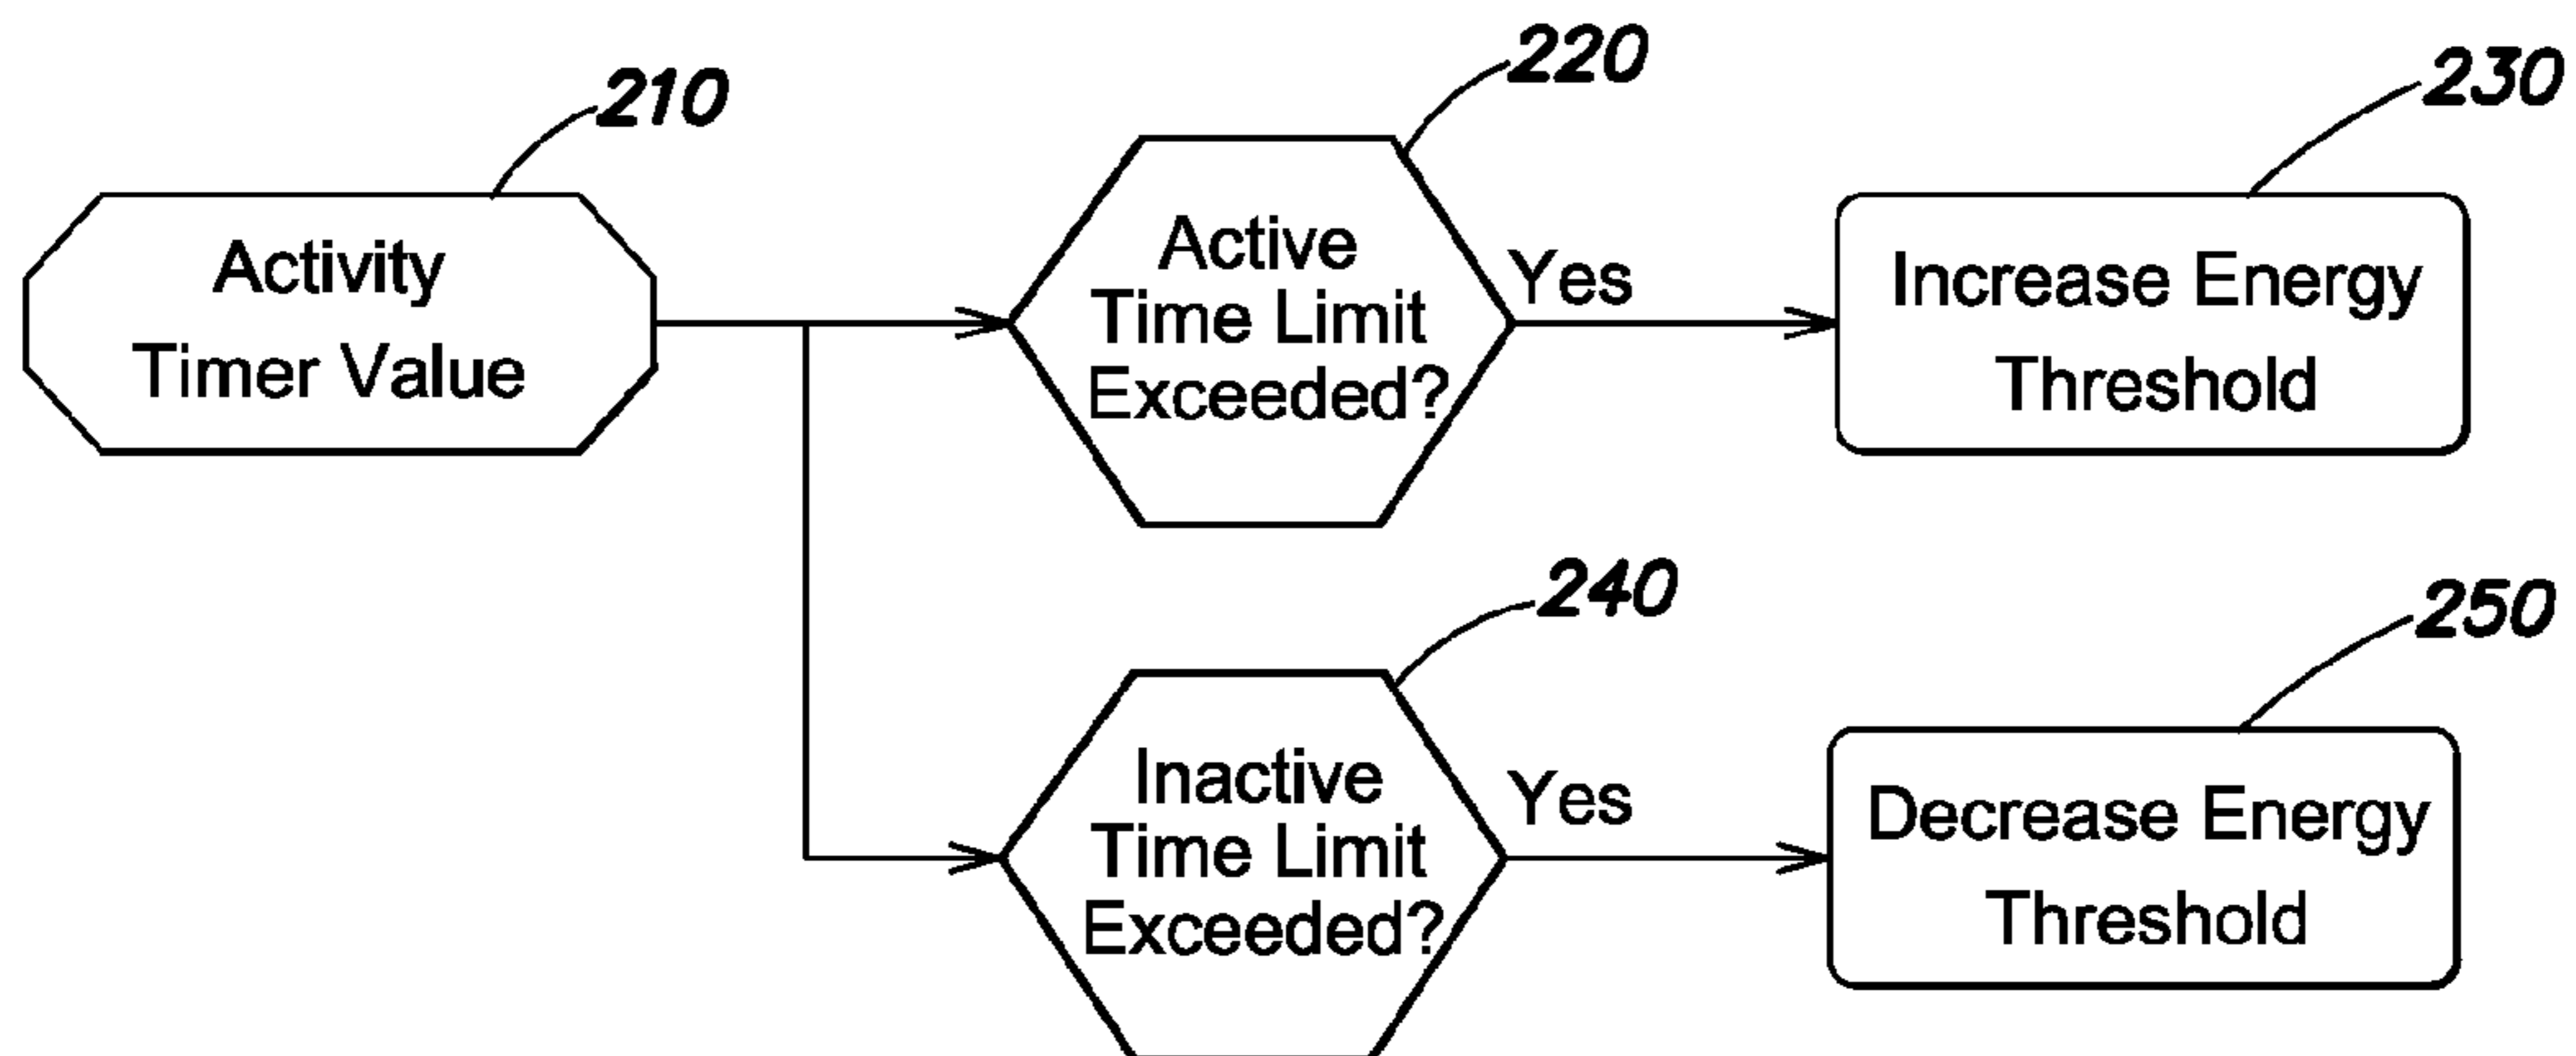 210
Activity
Timer Value
220
Active
Time Limit
Exceeded?
Yes
230
Increase Energy
Threshold
240
Inactive
Time Limit
Exceeded?
Yes
250
Decrease Energy
Threshold